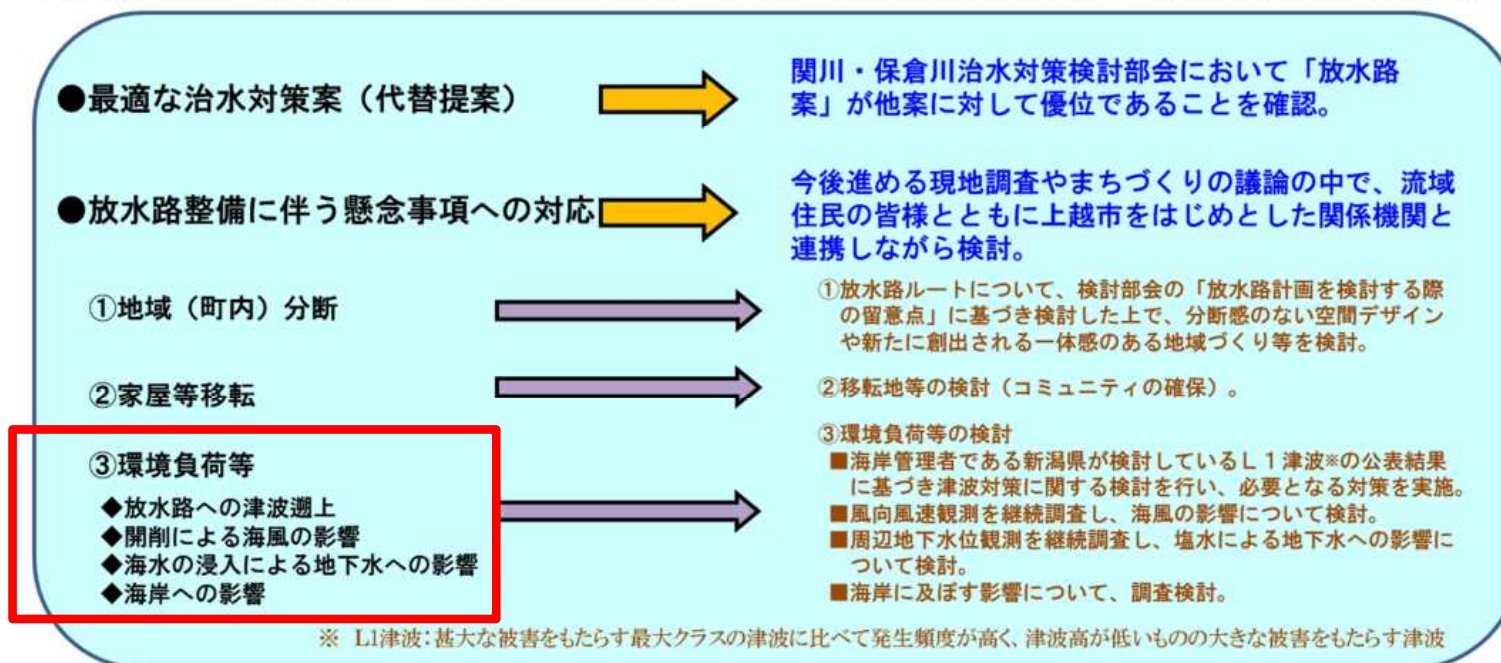 ●最適な治水対策案（代替提案）
関川・保倉川治水対策検討部会において「放水路
案」が他案に対して優位であることを確認。
●放水路整備に伴う懸念事項への対応
今後進める現地調査やまちづくりの議論の中で、流域
住民の皆様とともに上越市をはじめとした関係機関と
連携しながら検討。
①地域（町内）分断
①放水路ルートについて、検討部会の「放水路計画を検討する際
の留意点」に基づき検討した上で、分断感のない空間デザイン
や新たに創出される一体感のある地域づくり等を検討。
②家屋等移転
②移転地等の検討（コミュニティの確保）。
③環境負荷等
◆放水路への津波遡上
◆開削による海風の影響
◆海水の浸入による地下水への影響
◆海岸への影響
③環境負荷等の検討
■海岸管理者である新潟県が検討しているＬ１津波※の公表結果
に基づき津波対策に関する検討を行い、必要となる対策を実施。
■風向風速観測を継続調査し、海風の影響について検討。
■周辺地下水位観測を継続調査し、塩水による地下水への影響に
ついて検討。
■海岸に及ぼす影響について、調査検討。
※　L1津波：甚大な被害をもたらす最大クラスの津波に比べて発生頻度が高く、津波高が低いものの大きな被害をもたらす津波